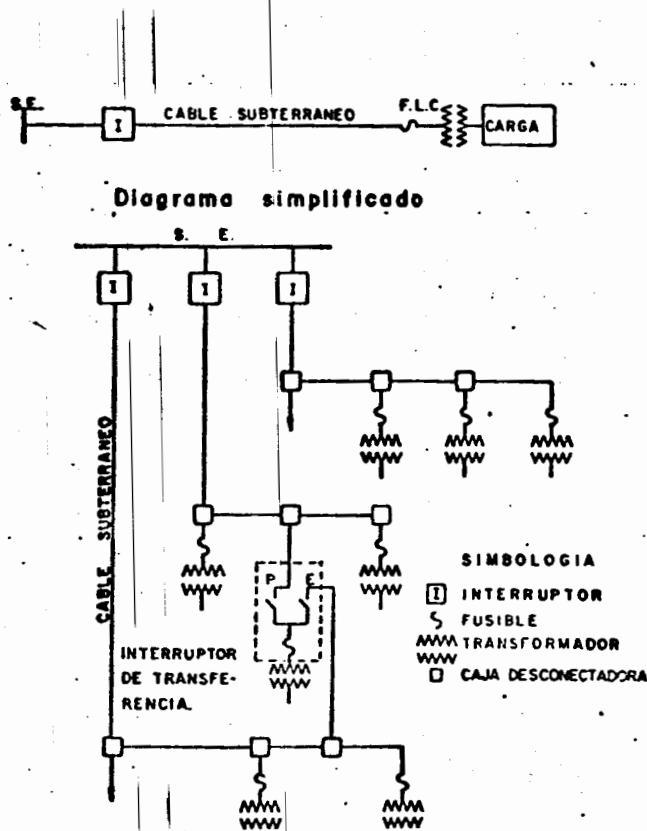 S.E.
I
CABLE SUBTERRANEO
F.L.C
CARGA
Diagrama simplificado
S. E.
I
I
I
CABLE SUBTERRANEO
P E
SIMBOLOGIA
I INTERRUPTOR
FUSIBLE
TRANSFORMADOR
CAJA DESCONECTADORA
INTERRUPTOR
DE TRANSFE-
RENCIA.